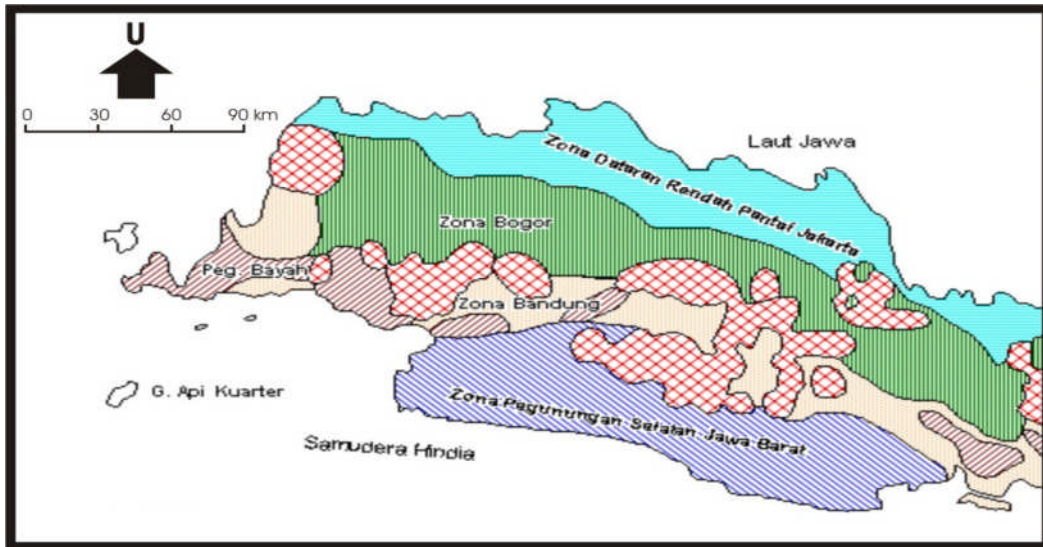 U
0 30 60 90 km
Laut Jawa
Zona Dataran Rendah Pantai Jakarta
Zona Bogor
Peg. Bayah
Zona Bandung
G. Api Kuarter
Zona Pegunungan Selatan Jawa Barat
Samudera Hindia